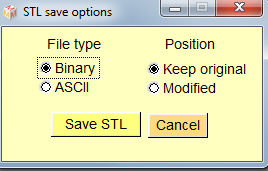 STL save options
File type Position
Binary Keep original
ASCII Modified
Save STL Cancel